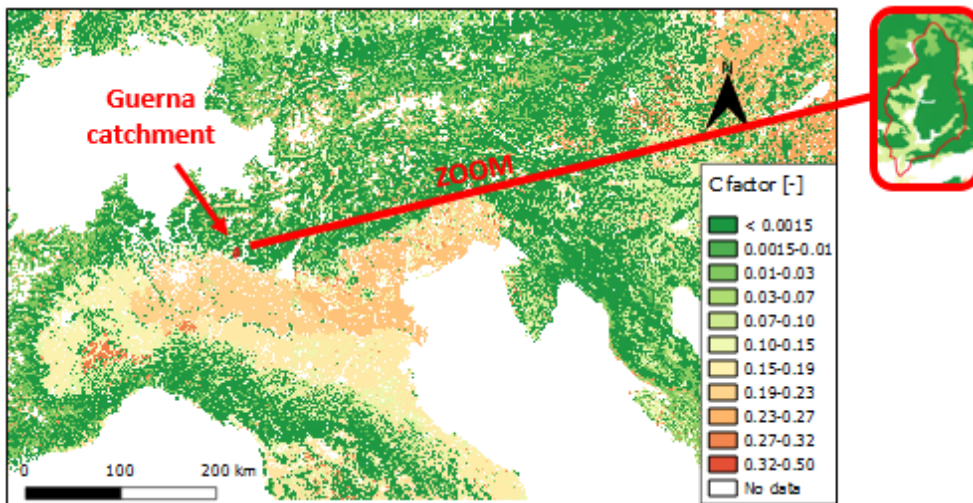 Guerna
catchment
N
ZOOM
C factor [-]
< 0.0015
0.0015-0.01
0.01-0.03
0.03-0.07
0.07-0.10
0.10-0.15
0.15-0.19
0.19-0.23
0.23-0.27
0.27-0.32
0.32-0.50
No data
0 100 200 km